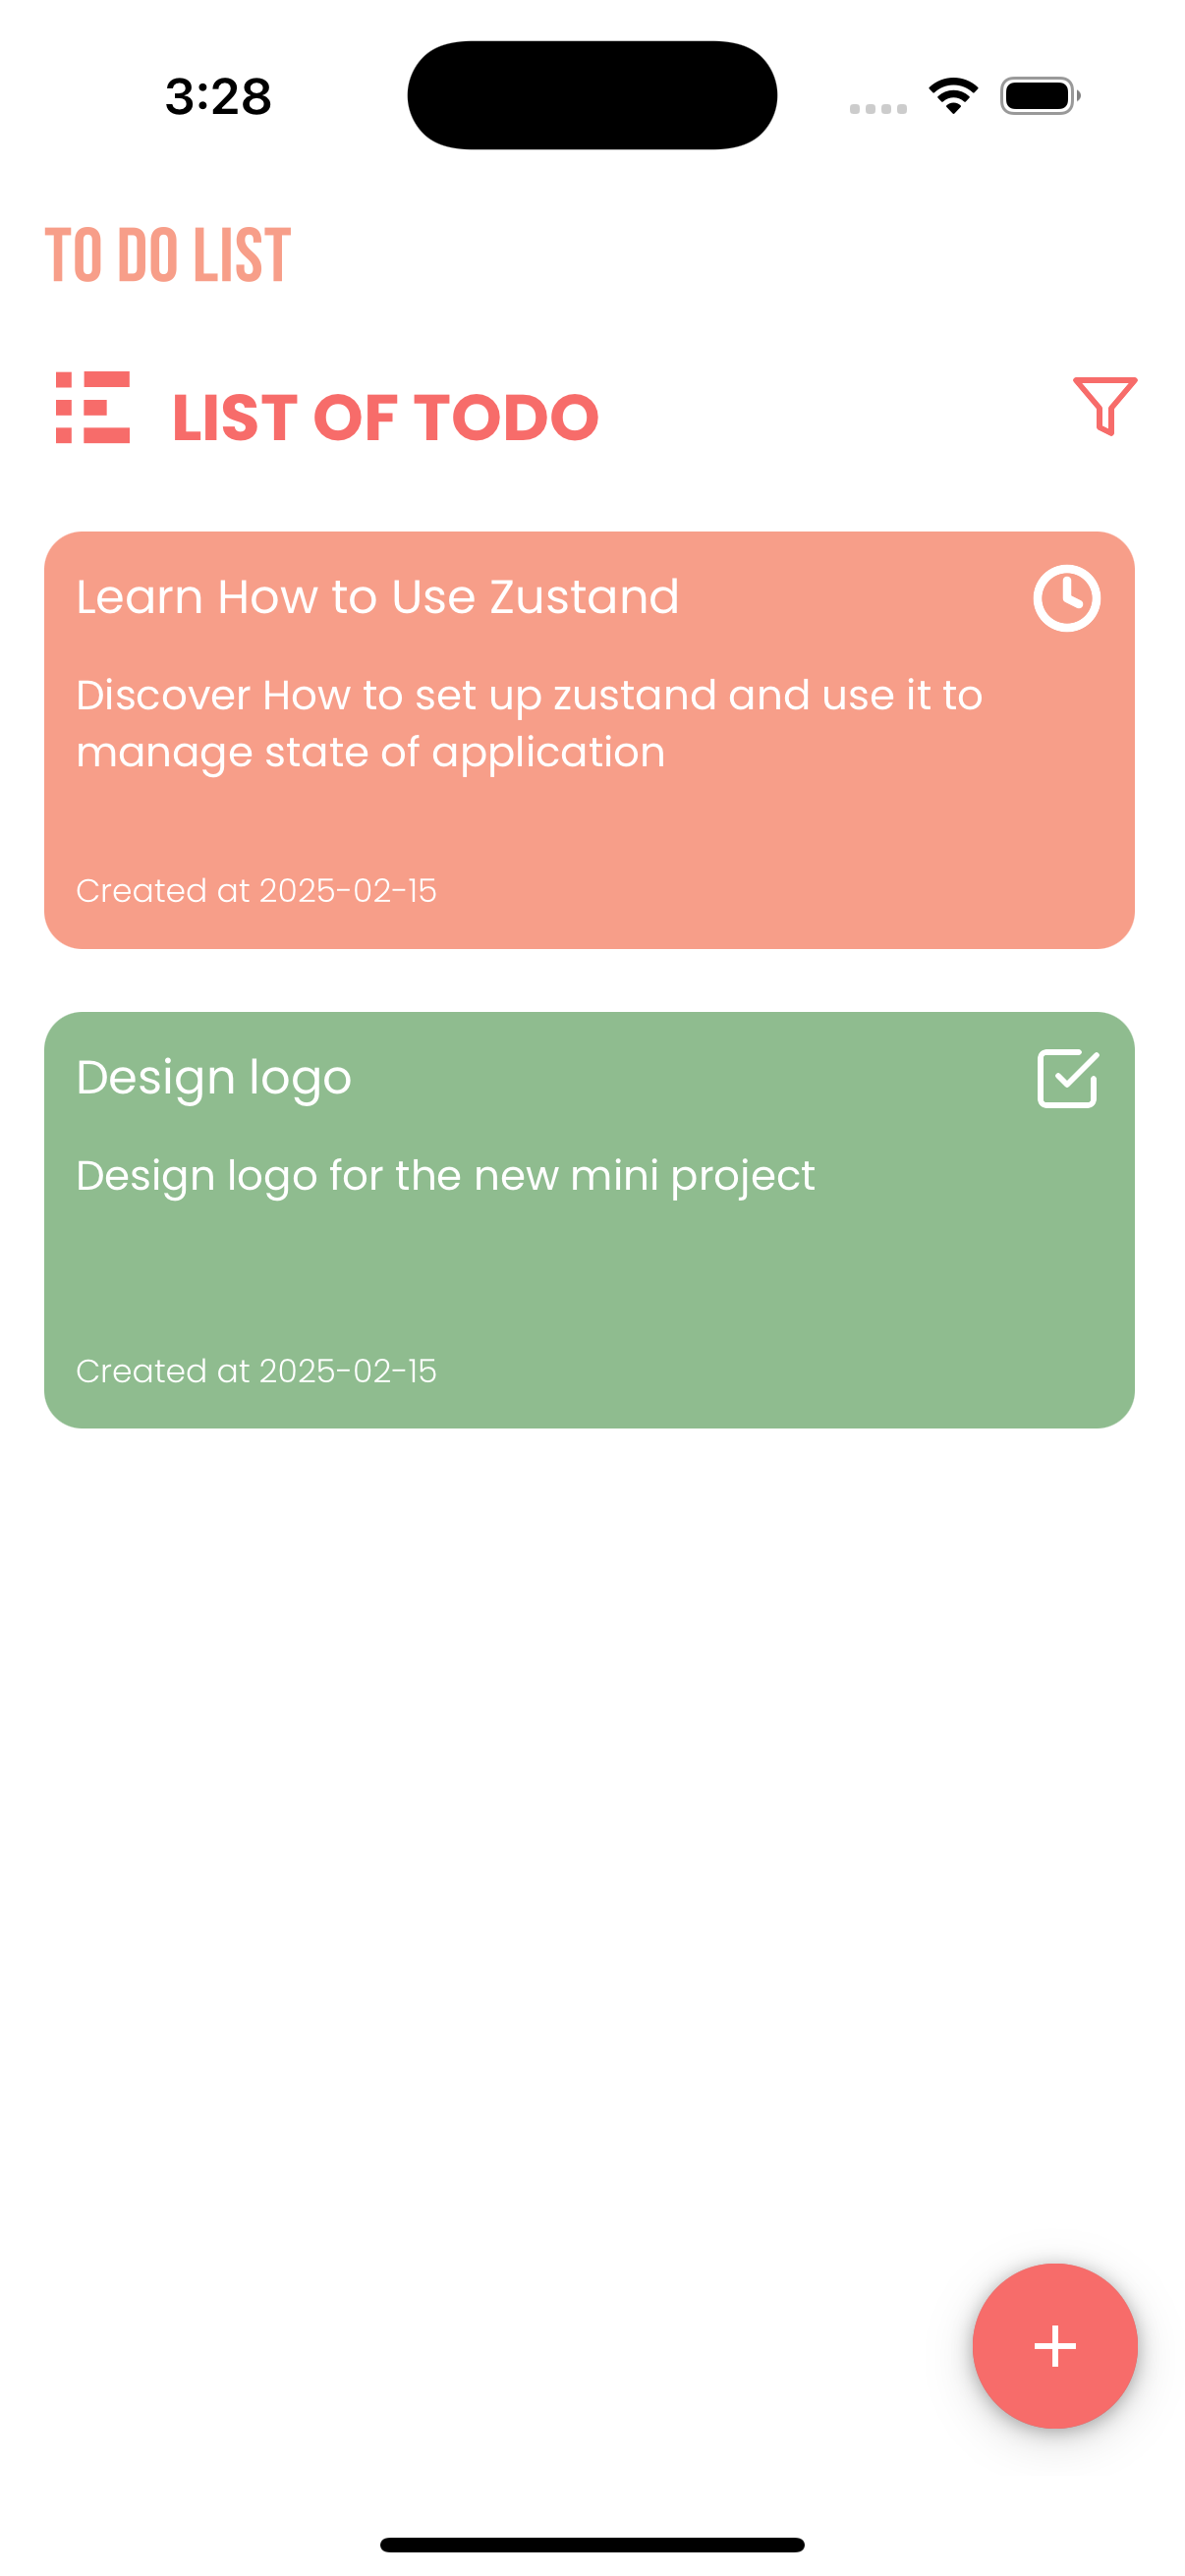 3:28
TO DO LIST
LIST OF TODO
Learn How to Use Zustand
Discover How to set up zustand and use it to
manage state of application
Created at 2025-02-15
Design logo
Design logo for the new mini project
Created at 2025-02-15